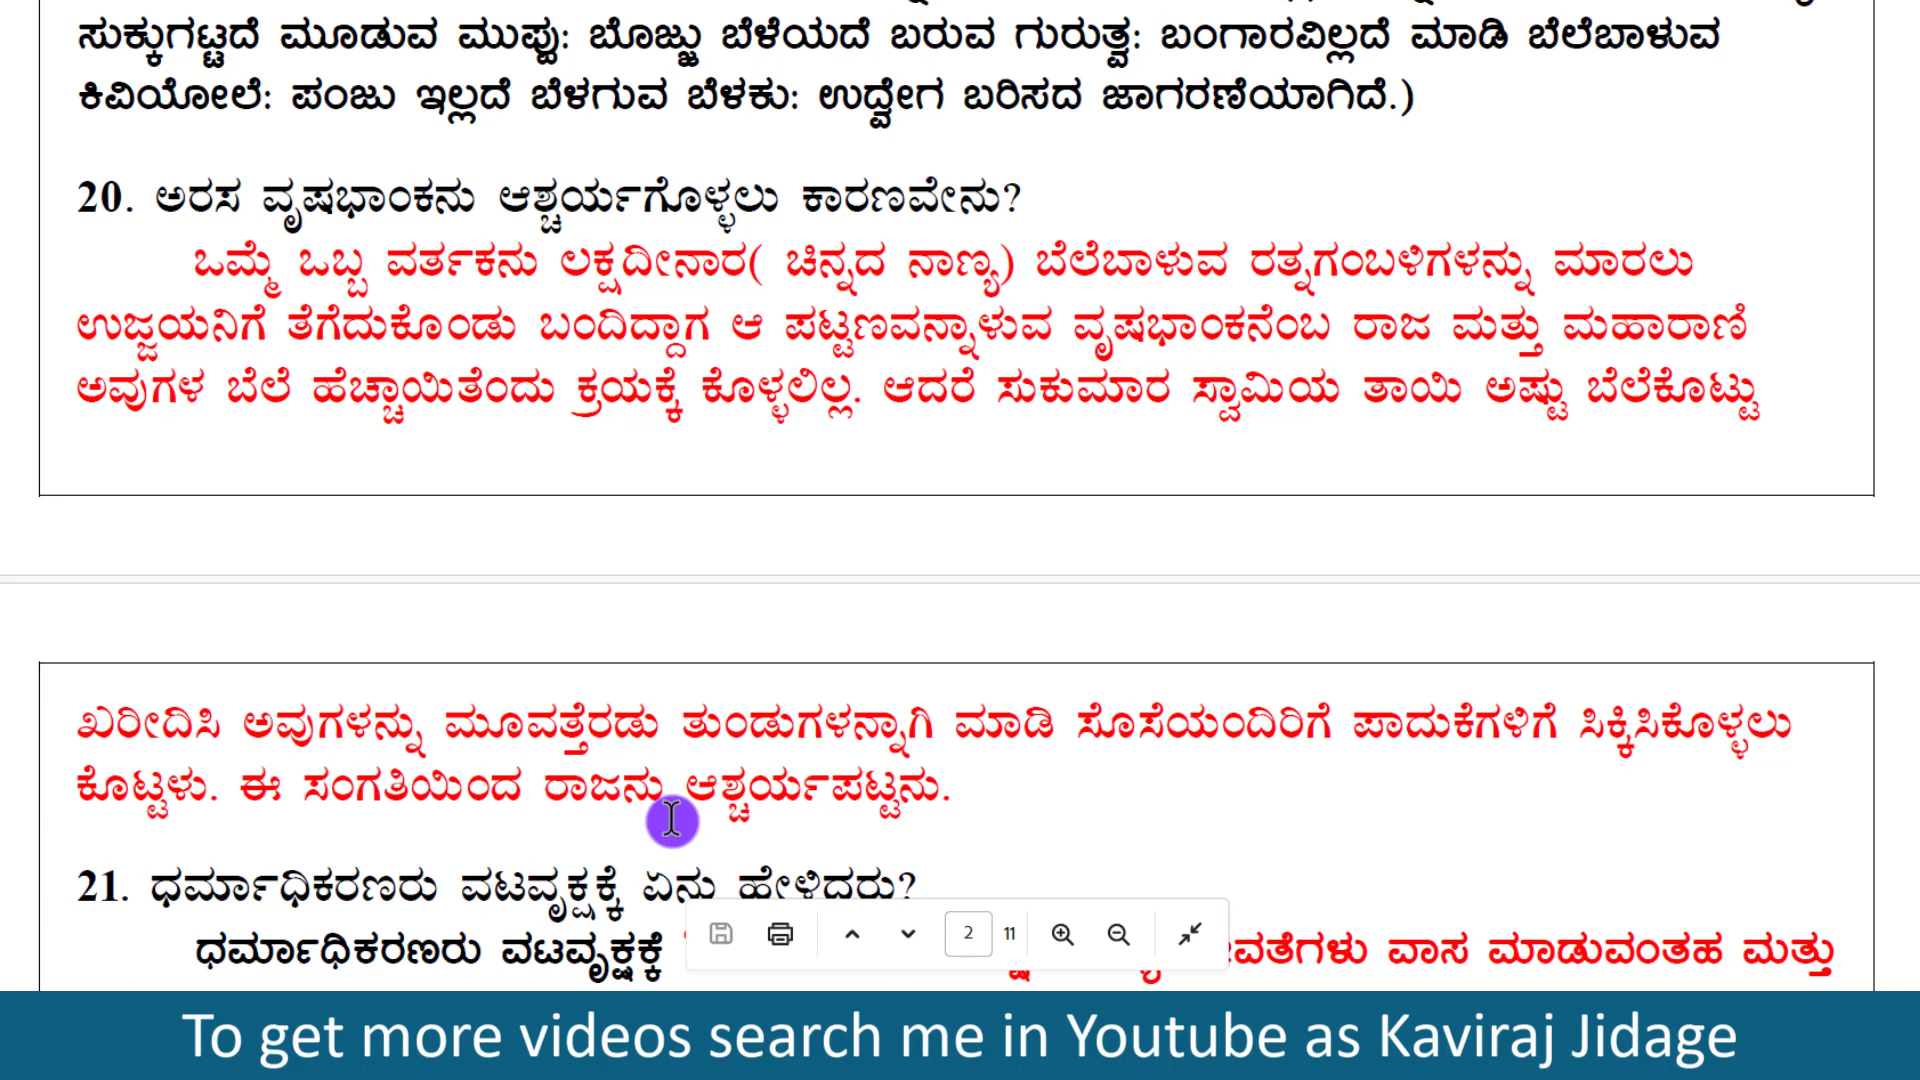 ಸುಕ್ಕುಗಟ್ಟದೆ ಮೂಡುವ ಮುಪ್ಪು: ಬೊಜ್ಜು ಬೆಳೆಯದೆ ಬರುವ ಗುರುತ್ವ: ಬಂಗಾರವಿಲ್ಲದೆ ಮಾಡಿ ಬೆಲೆಬಾಳುವ
ಕಿವಿಯೋಲೆ: ಪಂಜು ಇಲ್ಲದೆ ಬೆಳಗುವ ಬೆಳಕು: ಉದ್ವೇಗ ಬರಿಸದ ಜಾಗರಣೆಯಾಗಿದೆ.)
20. ಅರಸ ವೃಷಭಾಂಕನು ಆಶ್ಚರ್ಯಗೊಳ್ಳಲು ಕಾರಣವೇನು?
ಒಮ್ಮೆ ಒಬ್ಬ ವರ್ತಕನು ಲಕ್ಷದೀನಾರ( ಚಿನ್ನದ ನಾಣ್ಯ) ಬೆಲೆಬಾಳುವ ರತ್ನಗಂಬಳಿಗಳನ್ನು ಮಾರಲು
ಉಜ್ಜಯನಿಗೆ ತೆಗೆದುಕೊಂಡು ಬಂದಿದ್ದಾಗ ಆ ಪಟ್ಟಣವನ್ನಾಳುವ ವೃಷಭಾಂಕನೆಂಬ ರಾಜ ಮತ್ತು ಮಹಾರಾಣಿ
ಅವುಗಳ ಬೆಲೆ ಹೆಚ್ಚಾಯಿತೆಂದು ಕ್ರಯಕ್ಕೆ ಕೊಳ್ಳಲಿಲ್ಲ. ಆದರೆ ಸುಕುಮಾರ ಸ್ವಾಮಿಯ ತಾಯಿ ಅಷ್ಟು ಬೆಲೆಕೊಟ್ಟು
ಖರೀದಿಸಿ ಅವುಗಳನ್ನು ಮೂವತ್ತೆರಡು ತುಂಡುಗಳನ್ನಾಗಿ ಮಾಡಿ ಸೊಸೆಯಂದಿರಿಗೆ ಪಾದುಕೆಗಳಿಗೆ ಸಿಕ್ಕಿಸಿಕೊಳ್ಳಲು
ಕೊಟ್ಟಳು. ಈ ಸಂಗತಿಯಿಂದ ರಾಜನು ಆಶ್ಚರ್ಯಪಟ್ಟನು.
21. ಧರ್ಮಾಧಿಕರಣರು ವಟವೃಕ್ಷಕ್ಕೆ ಏನು ಹೇಳಿದರು?
ಧರ್ಮಾಧಿಕರಣರು ವಟವೃಕ್ಷಕ್ಕೆ ವಾಸ ಮಾಡುವಂತಹ ಮತ್ತು
2 11
To get more videos search me in Youtube as Kaviraj Jidage